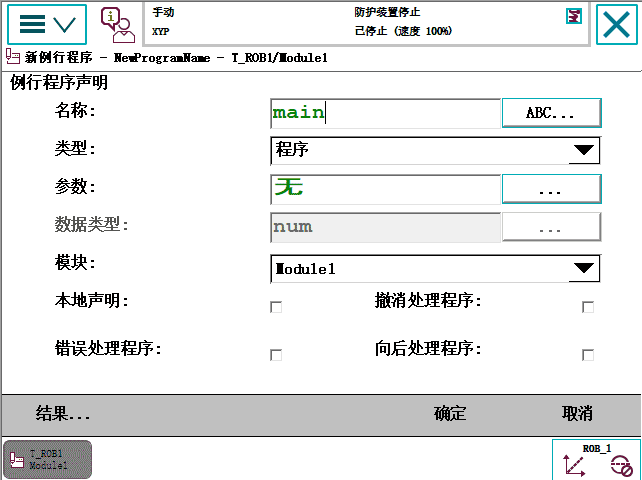 手动
防护装置停止
XYP
已停止 (速度 100%)
新例行程序 - NewProgramName - T_ROB1/Module1
例行程序声明
名称: main ABC...
类型: 程序
参数: 无 ...
数据类型: num ...
模块: Module1
本地声明: 撤消处理程序:
错误处理程序: 向后处理程序:
结果... 确定 取消
T_ROB1
Module1
ROB_1